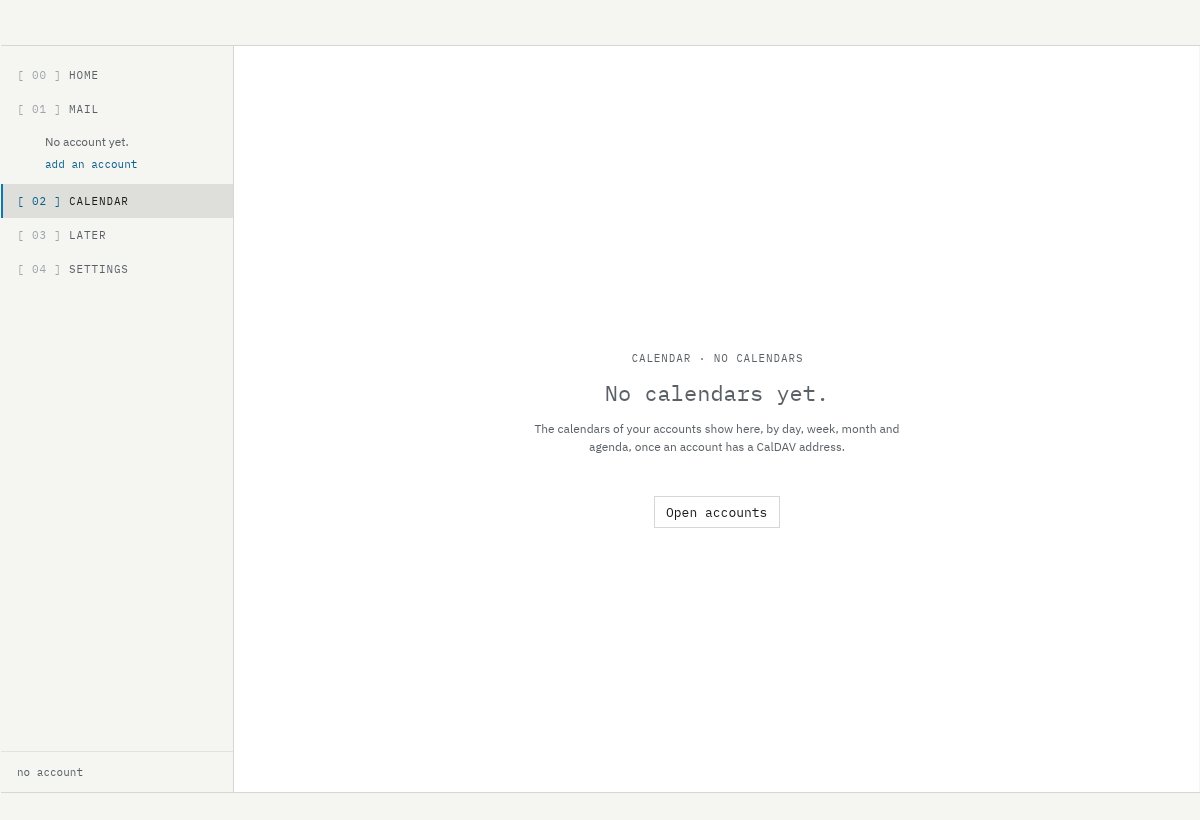 [ 00 ] HOME
[ 01 ] MAIL
No account yet.
add an account
[ 02 ] CALENDAR
[ 03 ] LATER
[ 04 ] SETTINGS
no account
CALENDAR · NO CALENDARS
No calendars yet.
The calendars of your accounts show here, by day, week, month and
agenda, once an account has a CalDAV address.
Open accounts